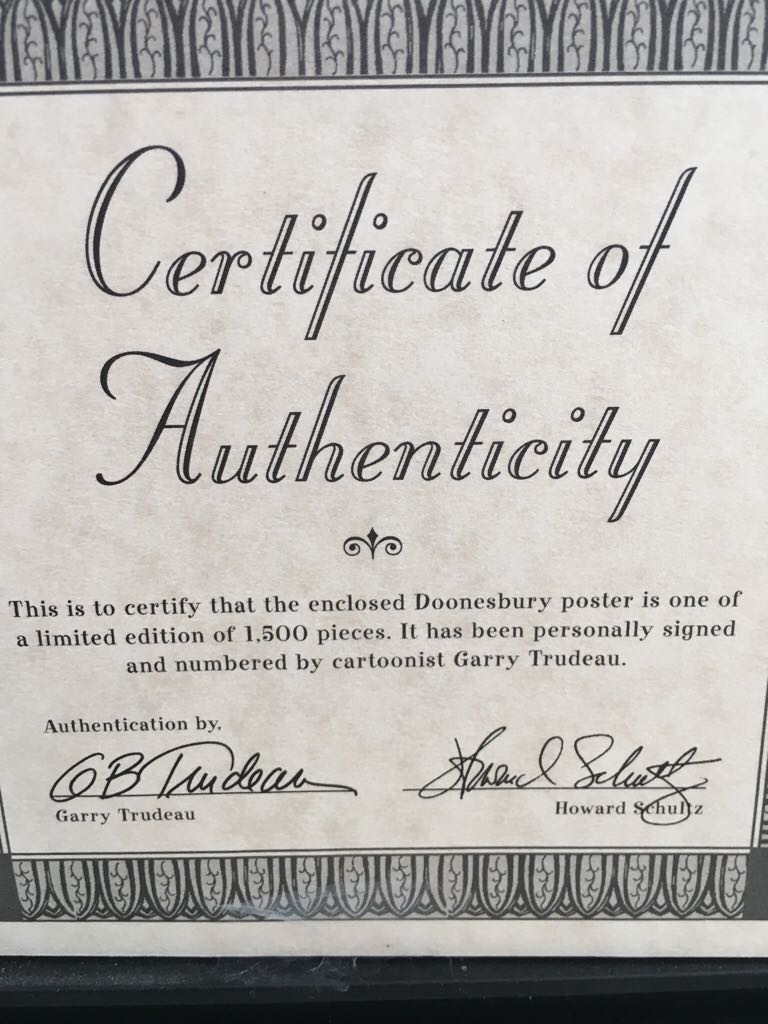 Certificate of
Authenticity
This is to certify that the enclosed Doonesbury poster is one of
a limited edition of 1,500 pieces. It has been personally signed
and numbered by cartoonist Garry Trudeau.
Authentication by,
GB Trudeau
Howard Schultz
Garry Trudeau
Howard Schultz